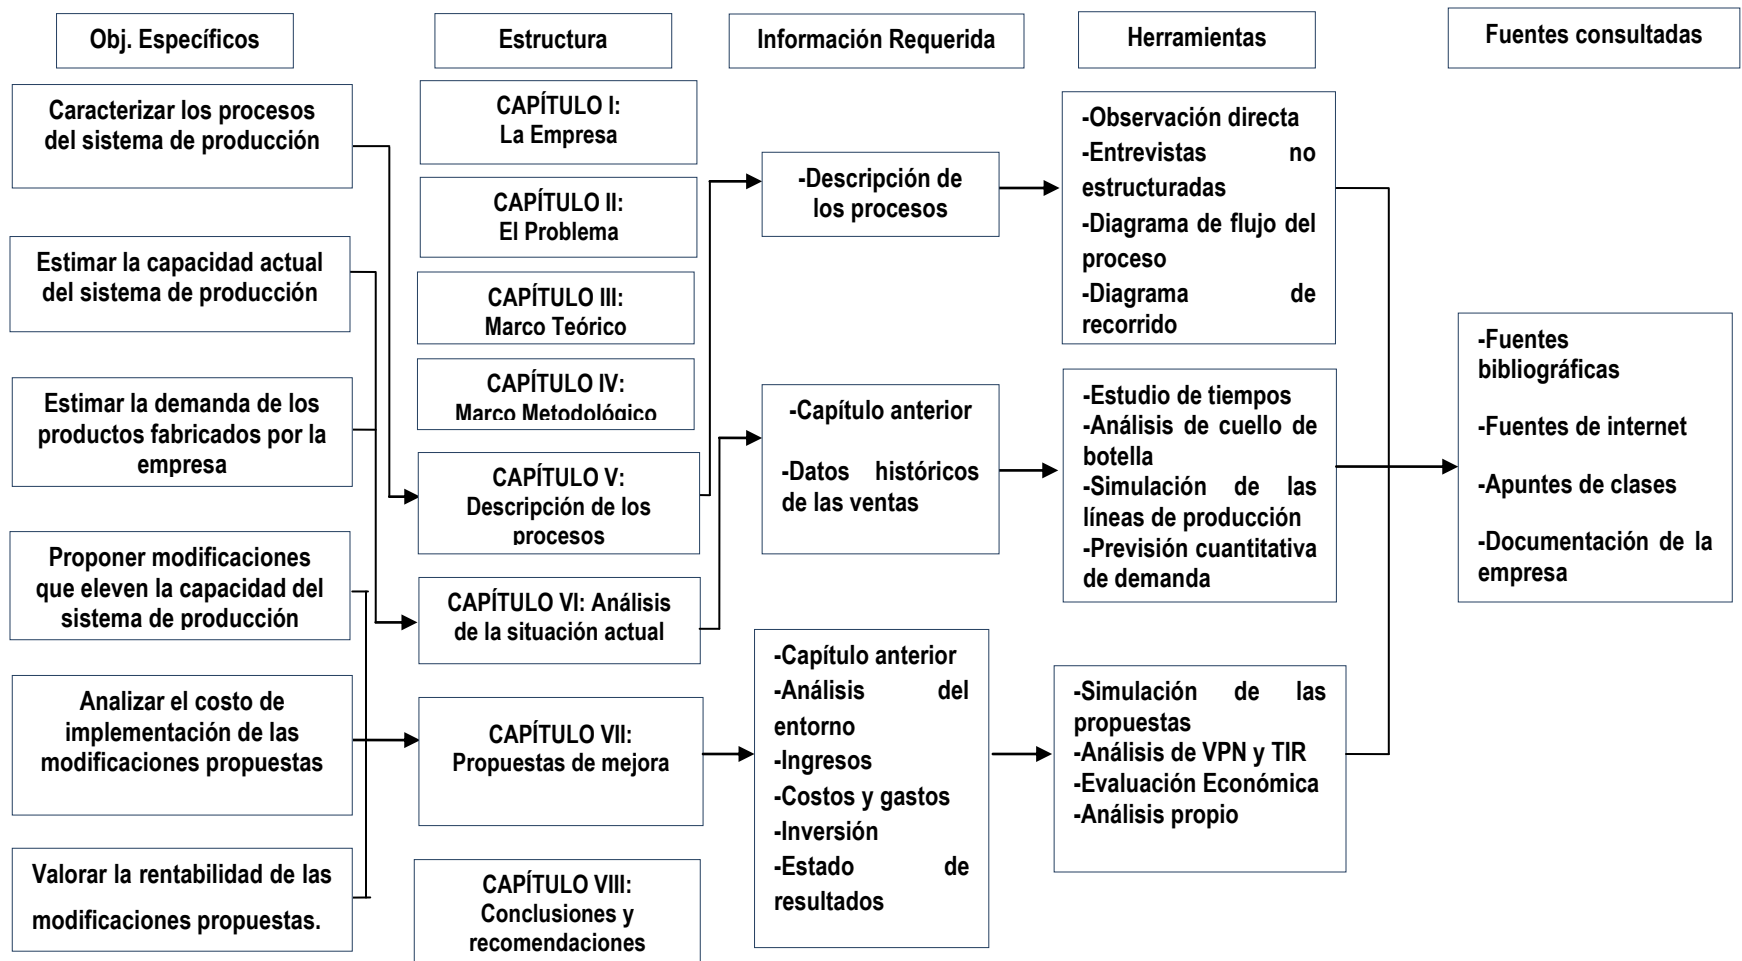 Obj. Específicos
Estructura
Información Requerida
Herramientas
Fuentes consultadas
Caracterizar los procesos
del sistema de producción
Estimar la capacidad actual
del sistema de producción
Estimar la demanda de los
productos fabricados por la
empresa
Proponer modificaciones
que eleven la capacidad del
sistema de producción
Analizar el costo de
implementación de las
modificaciones propuestas
Valorar la rentabilidad de las
modificaciones propuestas.
CAPÍTULO I:
La Empresa
CAPÍTULO II:
El Problema
CAPÍTULO III:
Marco Teórico
CAPÍTULO IV:
Marco Metodológico
CAPÍTULO V:
Descripción de los
procesos
CAPÍTULO VI: Análisis
de la situación actual
CAPÍTULO VII:
Propuestas de mejora
CAPÍTULO VIII:
Conclusiones y
recomendaciones
-Descripción de
los procesos
-Capítulo anterior
-Datos históricos
de las ventas
-Capítulo anterior
-Análisis del
entorno
-Ingresos
-Costos y gastos
-Inversión
-Estado de
resultados
-Observación directa
-Entrevistas no
estructuradas
-Diagrama de flujo del
proceso
-Diagrama de
recorrido
-Estudio de tiempos
-Análisis de cuello de
botella
-Simulación de las
líneas de producción
-Previsión cuantitativa
de demanda
-Simulación de las
propuestas
-Análisis de VPN y TIR
-Evaluación Económica
-Análisis propio
-Fuentes
bibliográficas
-Fuentes de internet
-Apuntes de clases
-Documentación de la
empresa